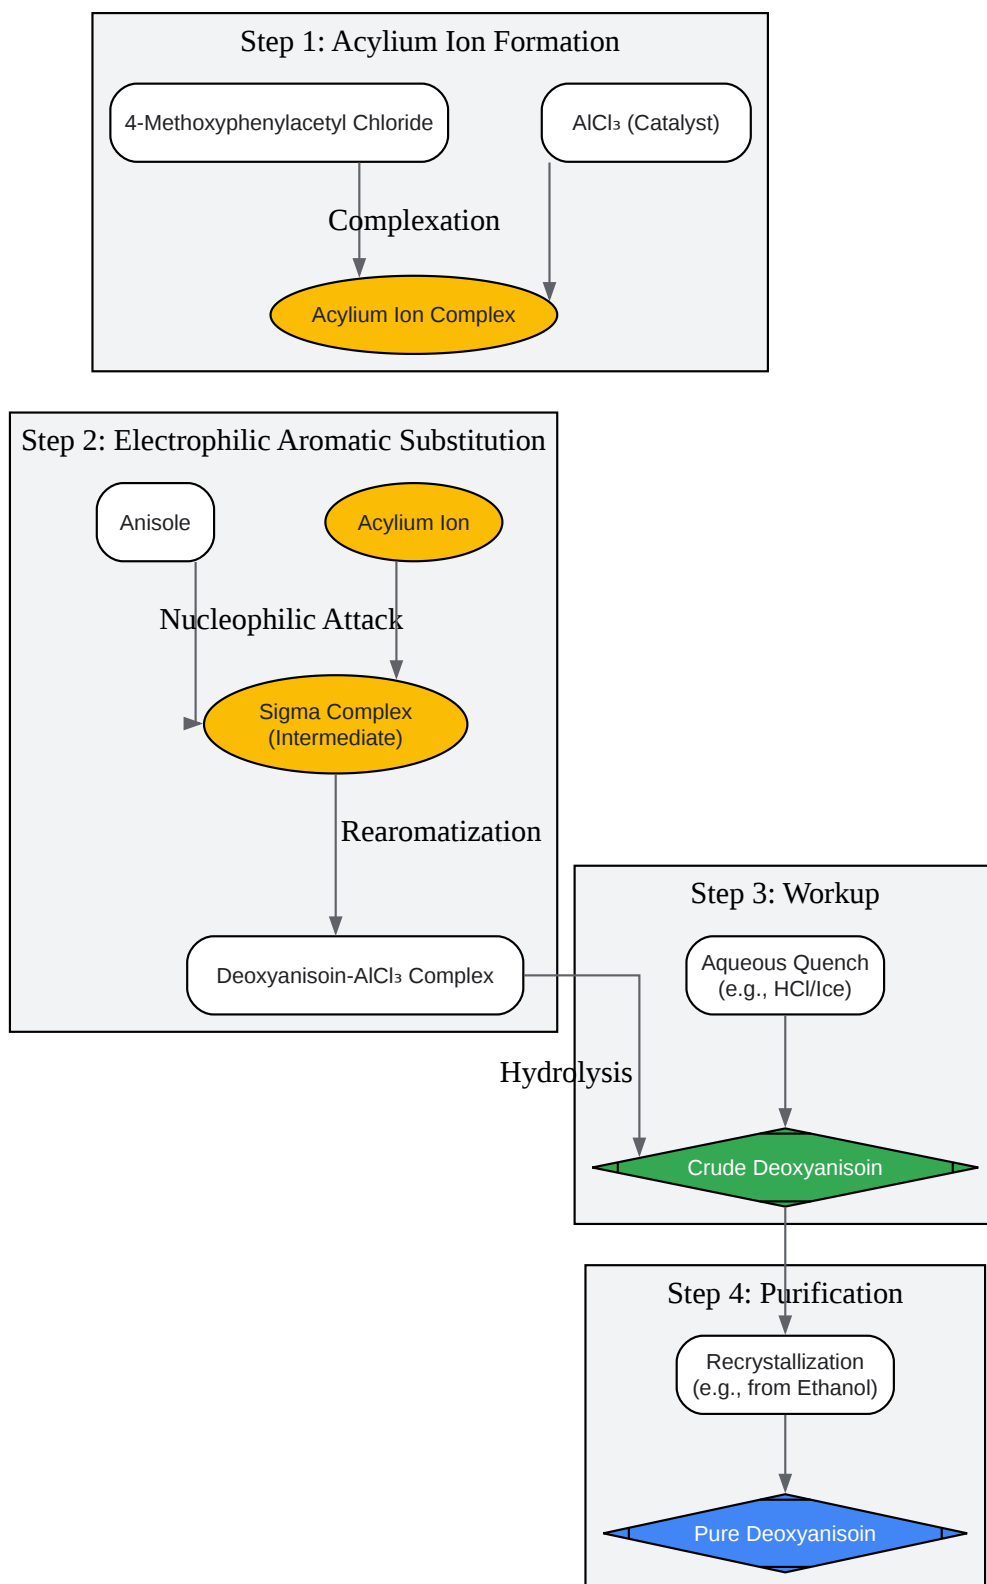 Step 1: Acylium Ion Formation
4-Methoxyphenylacetyl Chloride
AlCl₃ (Catalyst)
Complexation
Acylium Ion Complex
Step 2: Electrophilic Aromatic Substitution
Anisole
Acylium Ion
Nucleophilic Attack
Sigma Complex
(Intermediate)
Rearomatization
Deoxyanisoin-AlCl₃ Complex
Step 3: Workup
Aqueous Quench
(e.g., HCl/Ice)
Hydrolysis
Crude Deoxyanisoin
Step 4: Purification
Recrystallization
(e.g., from Ethanol)
Pure Deoxyanisoin